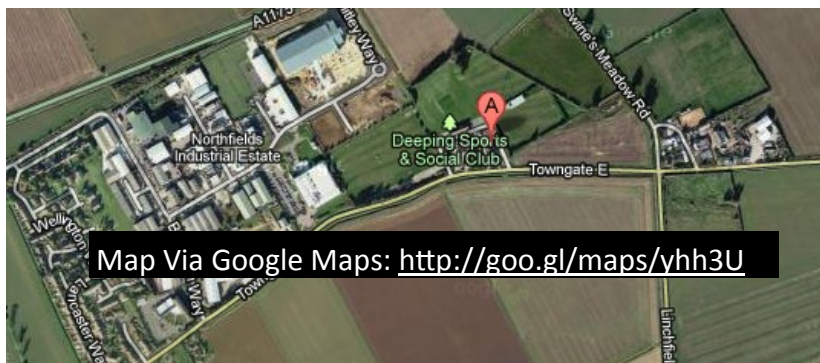 A1175
Swine's Meadow Rd
A
Northfields
Industrial Estate
Deeping Sports
& Social Club
Towngate E
Map Via Google Maps: http://goo.gl/maps/yhh3U